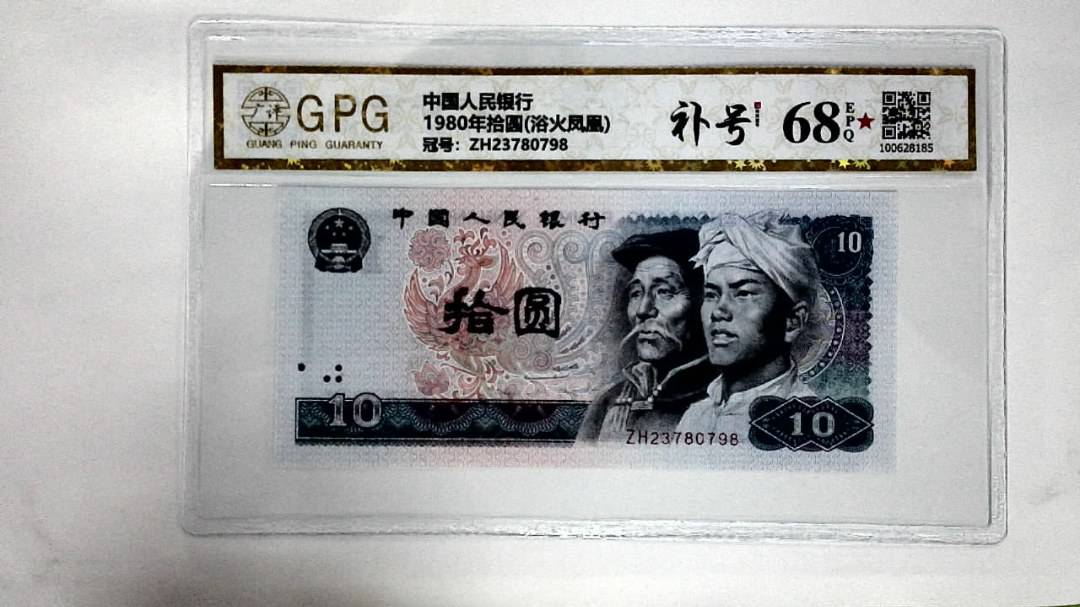 GPG
GUANG PING GUARANTY
中国人民银行
1980年拾圆(浴火凤凰)
冠号: ZH23780798
补号
68
EPQ
100628185
中國人民银行
10
拾圆
10
ZH23780798
10